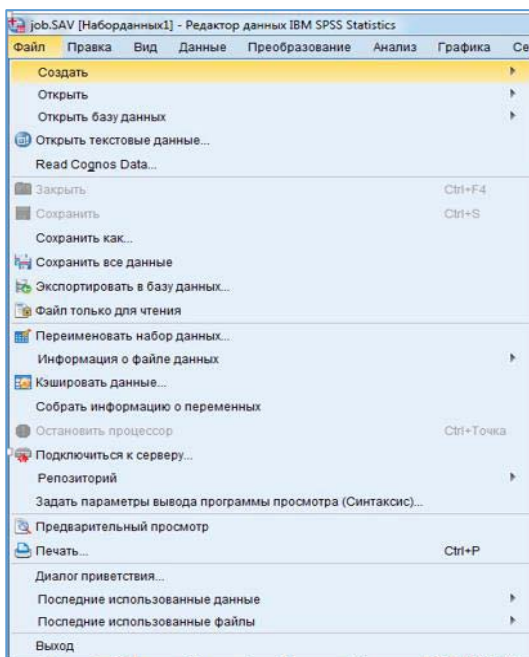 job.SAV [Наборданных1] - Редактор данных IBM SPSS Statistics
Файл Правка Вид Данные Преобразование Анализ Графика Се
Создать
Открыть
Открыть базу данных
Открыть текстовые данные...
Read Cognos Data...
Закрыть Ctrl+F4
Сохранить Ctrl+S
Сохранить как...
Сохранить все данные
Экспортировать в базу данных...
Файл только для чтения
Переименовать набор данных...
Информация о файле данных
Кэшировать данные...
Собрать информацию о переменных
Остановить процессор Ctrl+Точка
Подключиться к серверу...
Репозиторий
Задать параметры вывода программы просмотра (Синтаксис)...
Предварительный просмотр
Печать... Ctrl+P
Диалог приветствия...
Последние использованные данные
Последние использованные файлы
Выход